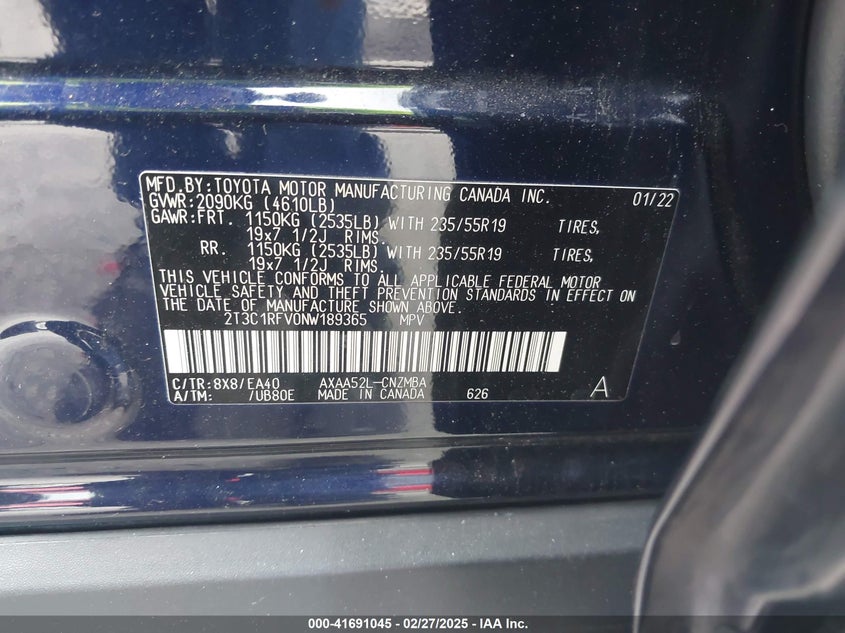 MFD.BY:TOYOTA MOTOR MANUFACTURING CANADA INC. 01/22
GVWR:2090KG (4610LB)
GAWR:FRT. 1150KG (2535LB) WITH 235/55R19 TIRES,
19x7 1/2J RIMS.
RR. 1150KG (2535LB) WITH 235/55R19 TIRES,
19x7 1/2J RIMS.
THIS VEHICLE CONFORMS TO ALL APPLICABLE FEDERAL MOTOR
VEHICLE SAFETY AND THEFT PREVENTION STANDARDS IN EFFECT ON
THE DATE OF MANUFACTURE SHOWN ABOVE.
2T3C1RFV0NW189365 MPV
C/TR:8X8/EA40 AXAA52L-CNZMBA
A/TM: /UB80E MADE IN CANADA 626 A
000-41691045 - 02/27/2025 - IAA Inc.